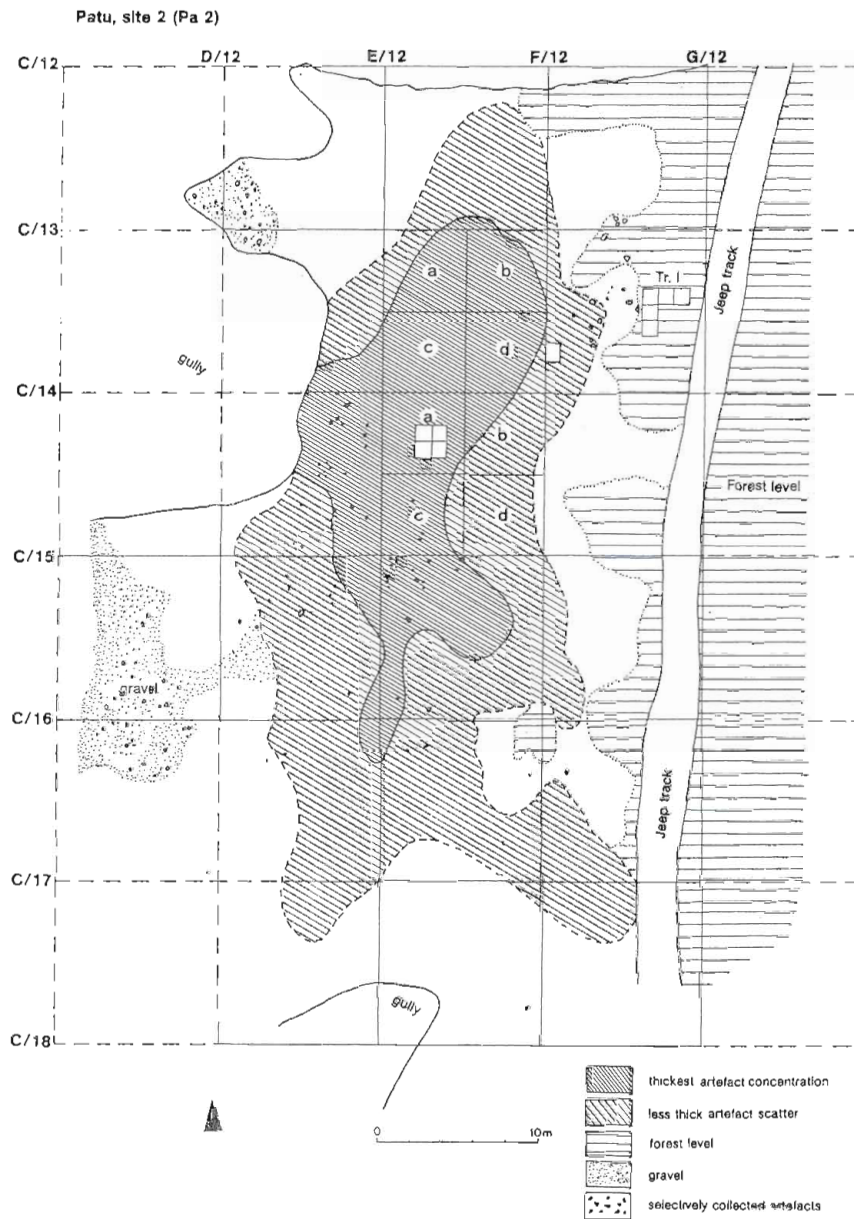 Patu, site 2 (Pa 2)
D/12 E/12 F/12 G/12
C/12
C/13
a b
Tr. I
Jeep track
c d
gully
C/14
a
b
Forest level
c d
C/15
gravel
C/16
Jeep track
C/17
gully
C/18
thickest artefact concentration
less thick artefact scatter
0 10m
forest level
gravel
selectively collected artefacts